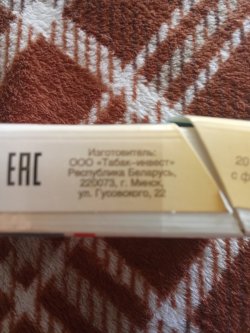 EAC
Изготовитель:
ООО «Табак-инвест»
Республика Беларусь,
220073, г. Минск,
ул. Гусовского, 22
20
с ф